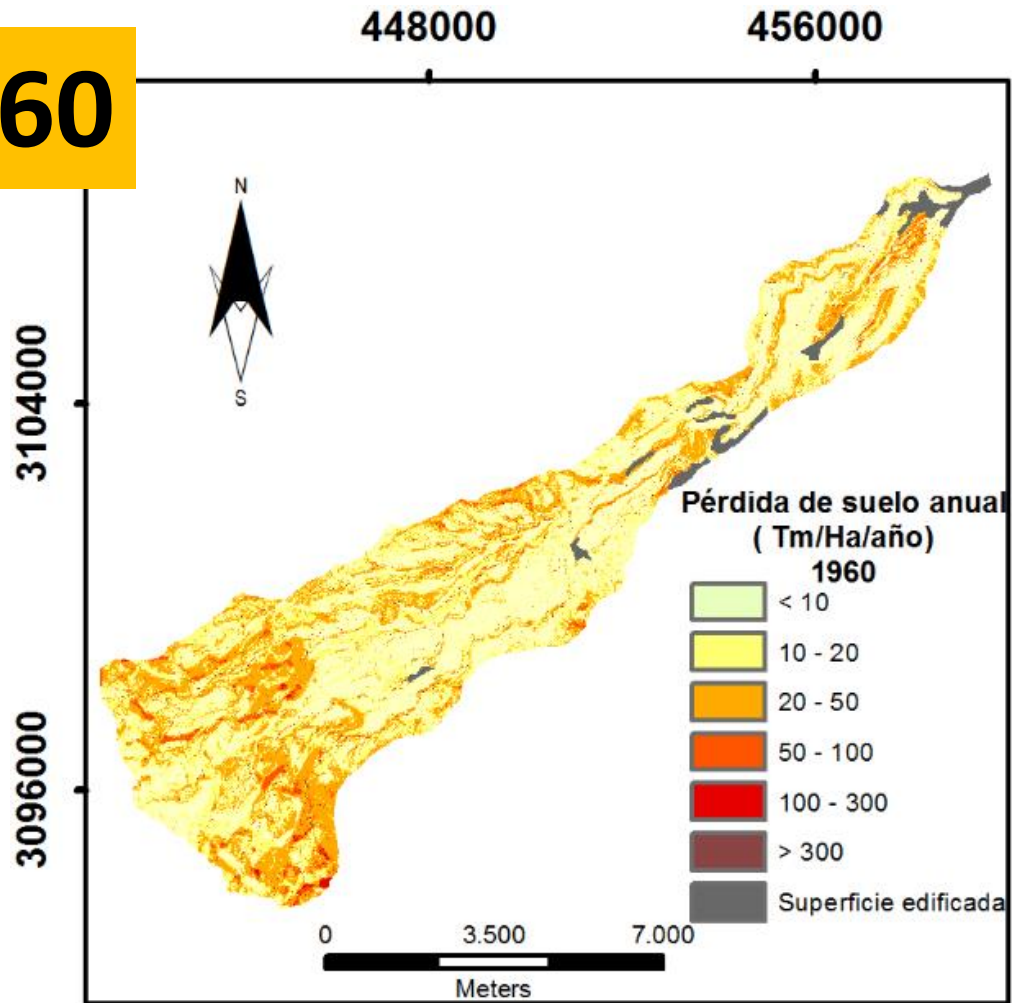 448000 456000
60
N
S
3104000
3096000
Pérdida de suelo anual
( Tm/Ha/año)
1960
< 10
10 - 20
20 - 50
50 - 100
100 - 300
> 300
Superficie edificada
0 3.500 7.000
Meters